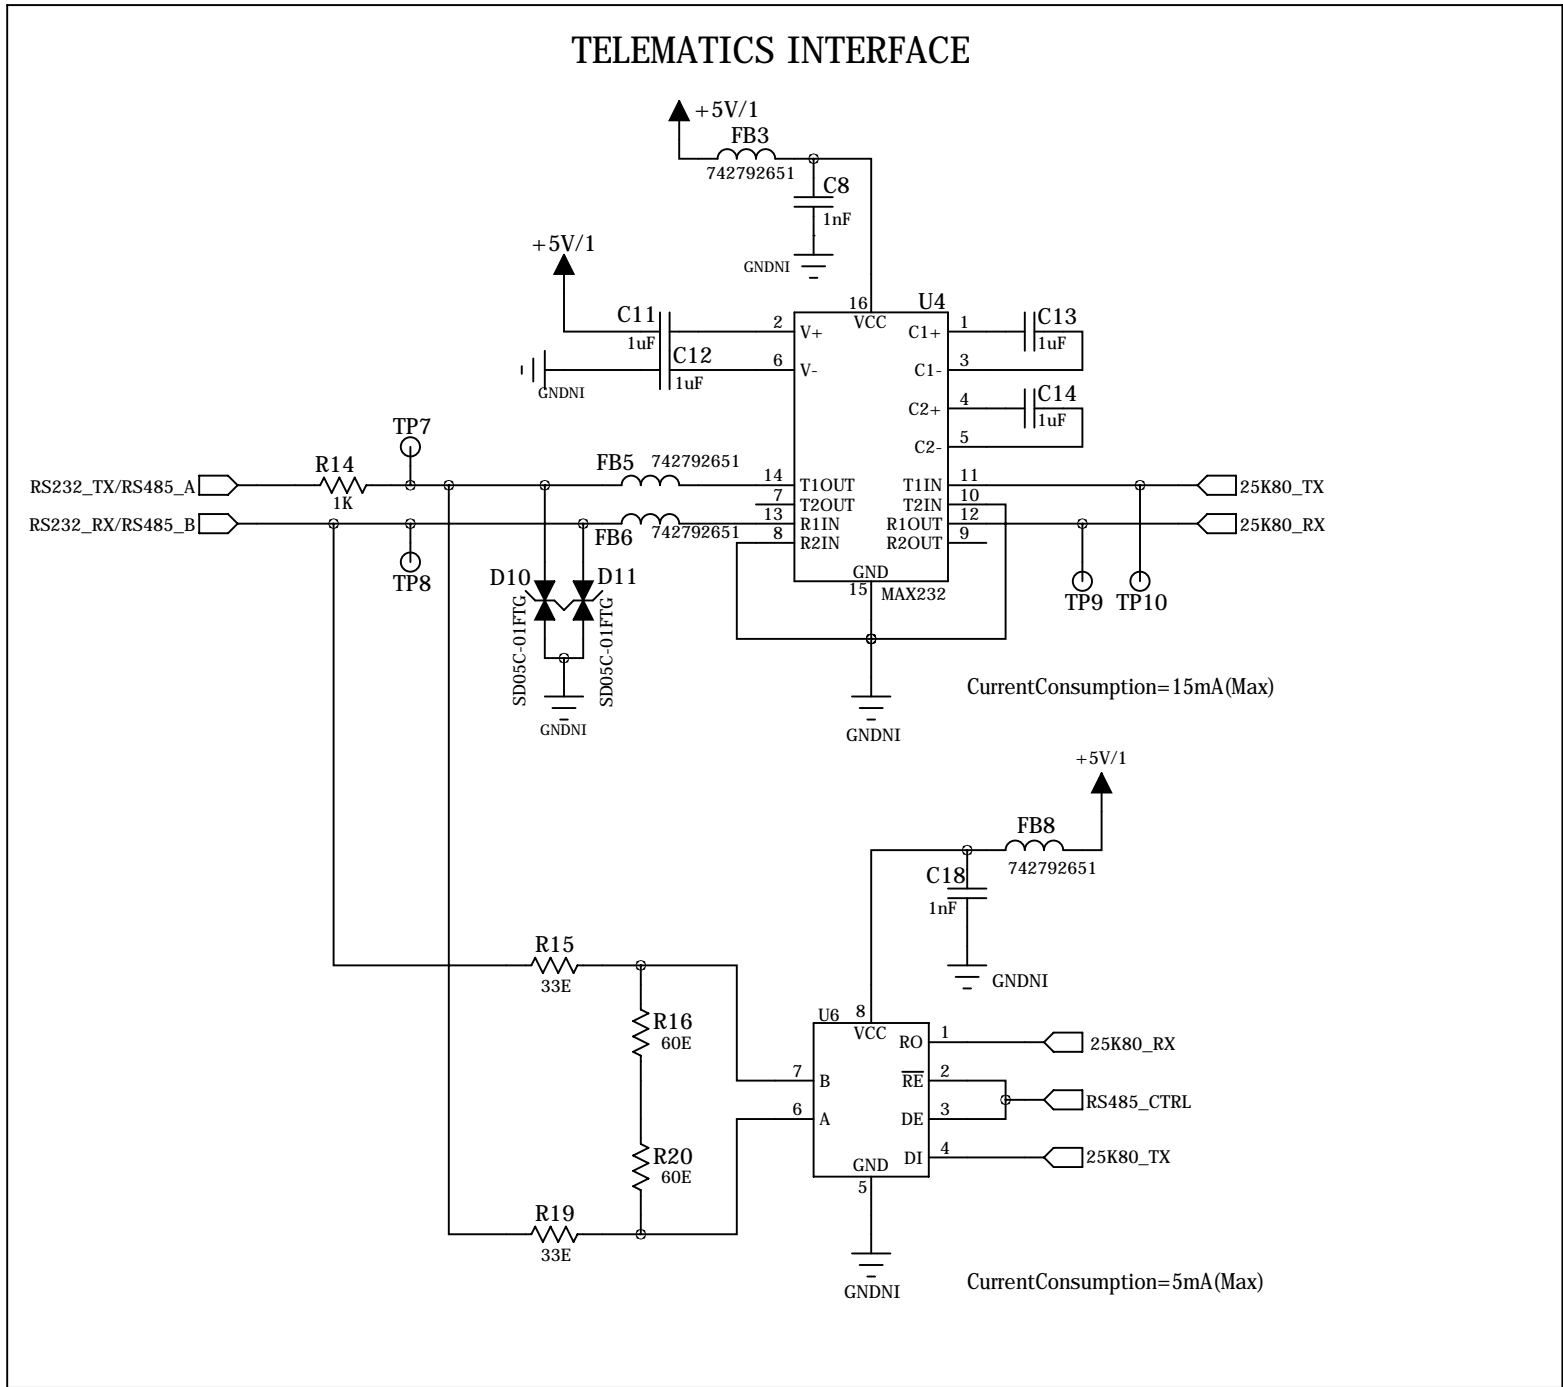 TELEMATICS INTERFACE
+5V/1
FB3
742792651
C8
1nF
GNDNI
+5V/1
C11
1uF
C12
1uF
GNDNI
16
VCC
U4
2
V+
6
V-
C1+
1
C13
1uF
C1-
3
C2+
4
C14
1uF
C2-
5
TP7
RS232_TX/RS485_A
R14
1K
FB5
742792651
14
T1OUT
7
T2OUT
T1IN
11
T2IN
10
25K80_TX
RS232_RX/RS485_B
FB6
742792651
13
R1IN
8
R2IN
R1OUT
12
R2OUT
9
25K80_RX
TP8
D10
SD05C-01FTG
D11
SD05C-01FTG
GNDNI
GND
15
MAX232
TP9
TP10
GNDNI
CurrentConsumption=15mA(Max)
+5V/1
FB8
742792651
C18
1nF
GNDNI
R15
33E
R16
60E
R20
60E
R19
33E
U6
8
VCC
7
B
6
A
RO
1
25K80_RX
RE
2
RS485_CTRL
DE
3
DI
4
25K80_TX
GND
5
GNDNI
CurrentConsumption=5mA(Max)